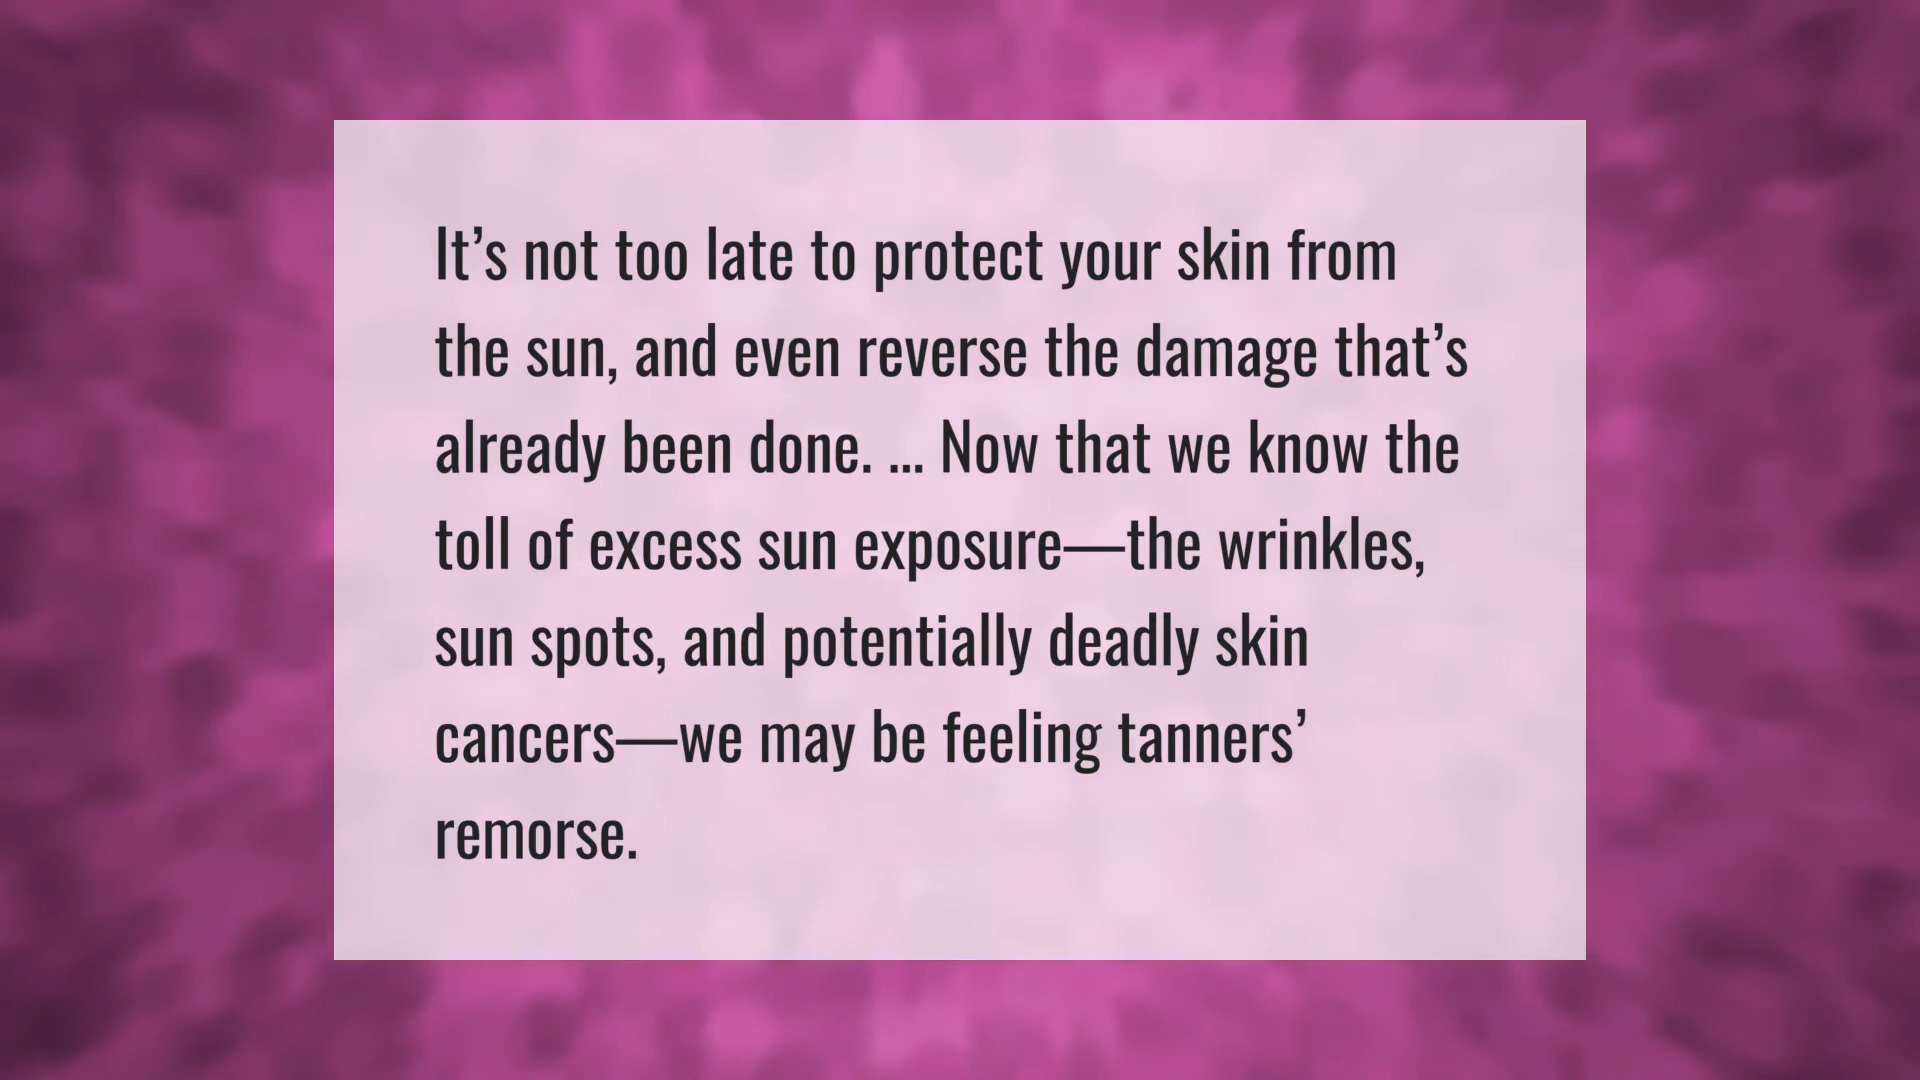 It’s not too late to protect your skin from
the sun, and even reverse the damage that’s
already been done. ... Now that we know the
toll of excess sun exposure—the wrinkles,
sun spots, and potentially deadly skin
cancers—we may be feeling tanners’
remorse.